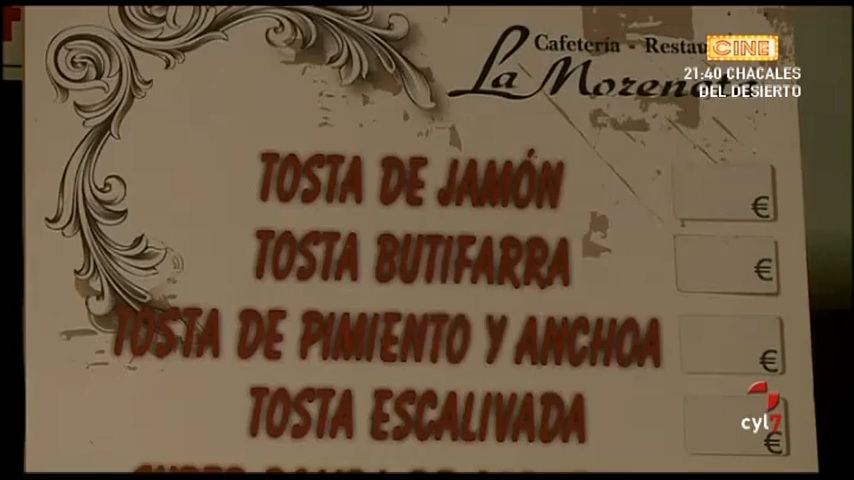 Cafetería - Restau
CINE
La Moreneta
21:40 CHACALES
DEL DESIERTO
TOSTA DE JAMÓN
€
TOSTA BUTIFARRA
€
TOSTA DE PIMIENTO Y ANCHOA
€
TOSTA ESCALIVADA
€
cyl7